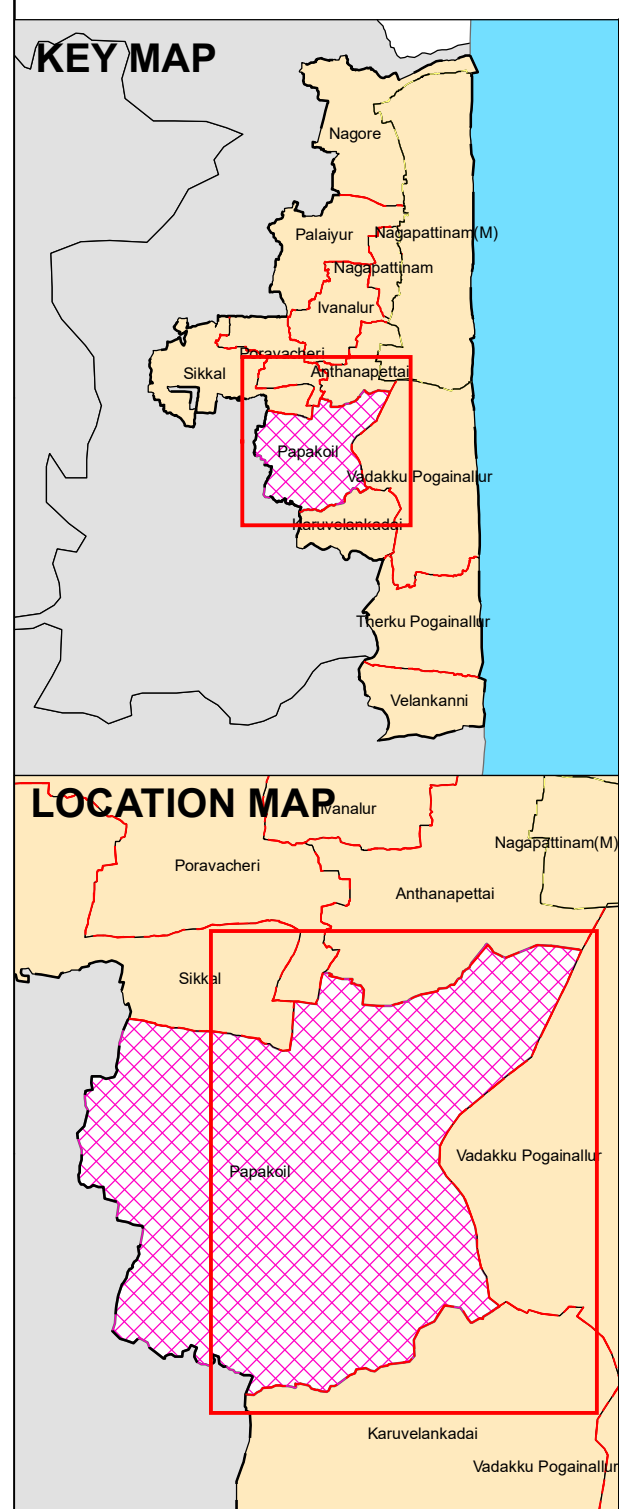 KEY MAP
Nagore
Palaiyur
Nagapattinam(M)
Nagapattinam
Ivanalur
Poravacheri
Sikkal
Anthanapettai
Papakoil
Vadakku Pogainallur
Karuvelankadai
Therku Pogainallur
Velankanni
LOCATION MAP
Ivanalur
Nagapattinam(M)
Poravacheri
Anthanapettai
Sikkal
Vadakku Pogainallur
Papakoil
Karuvelankadai
Vadakku Pogainallur